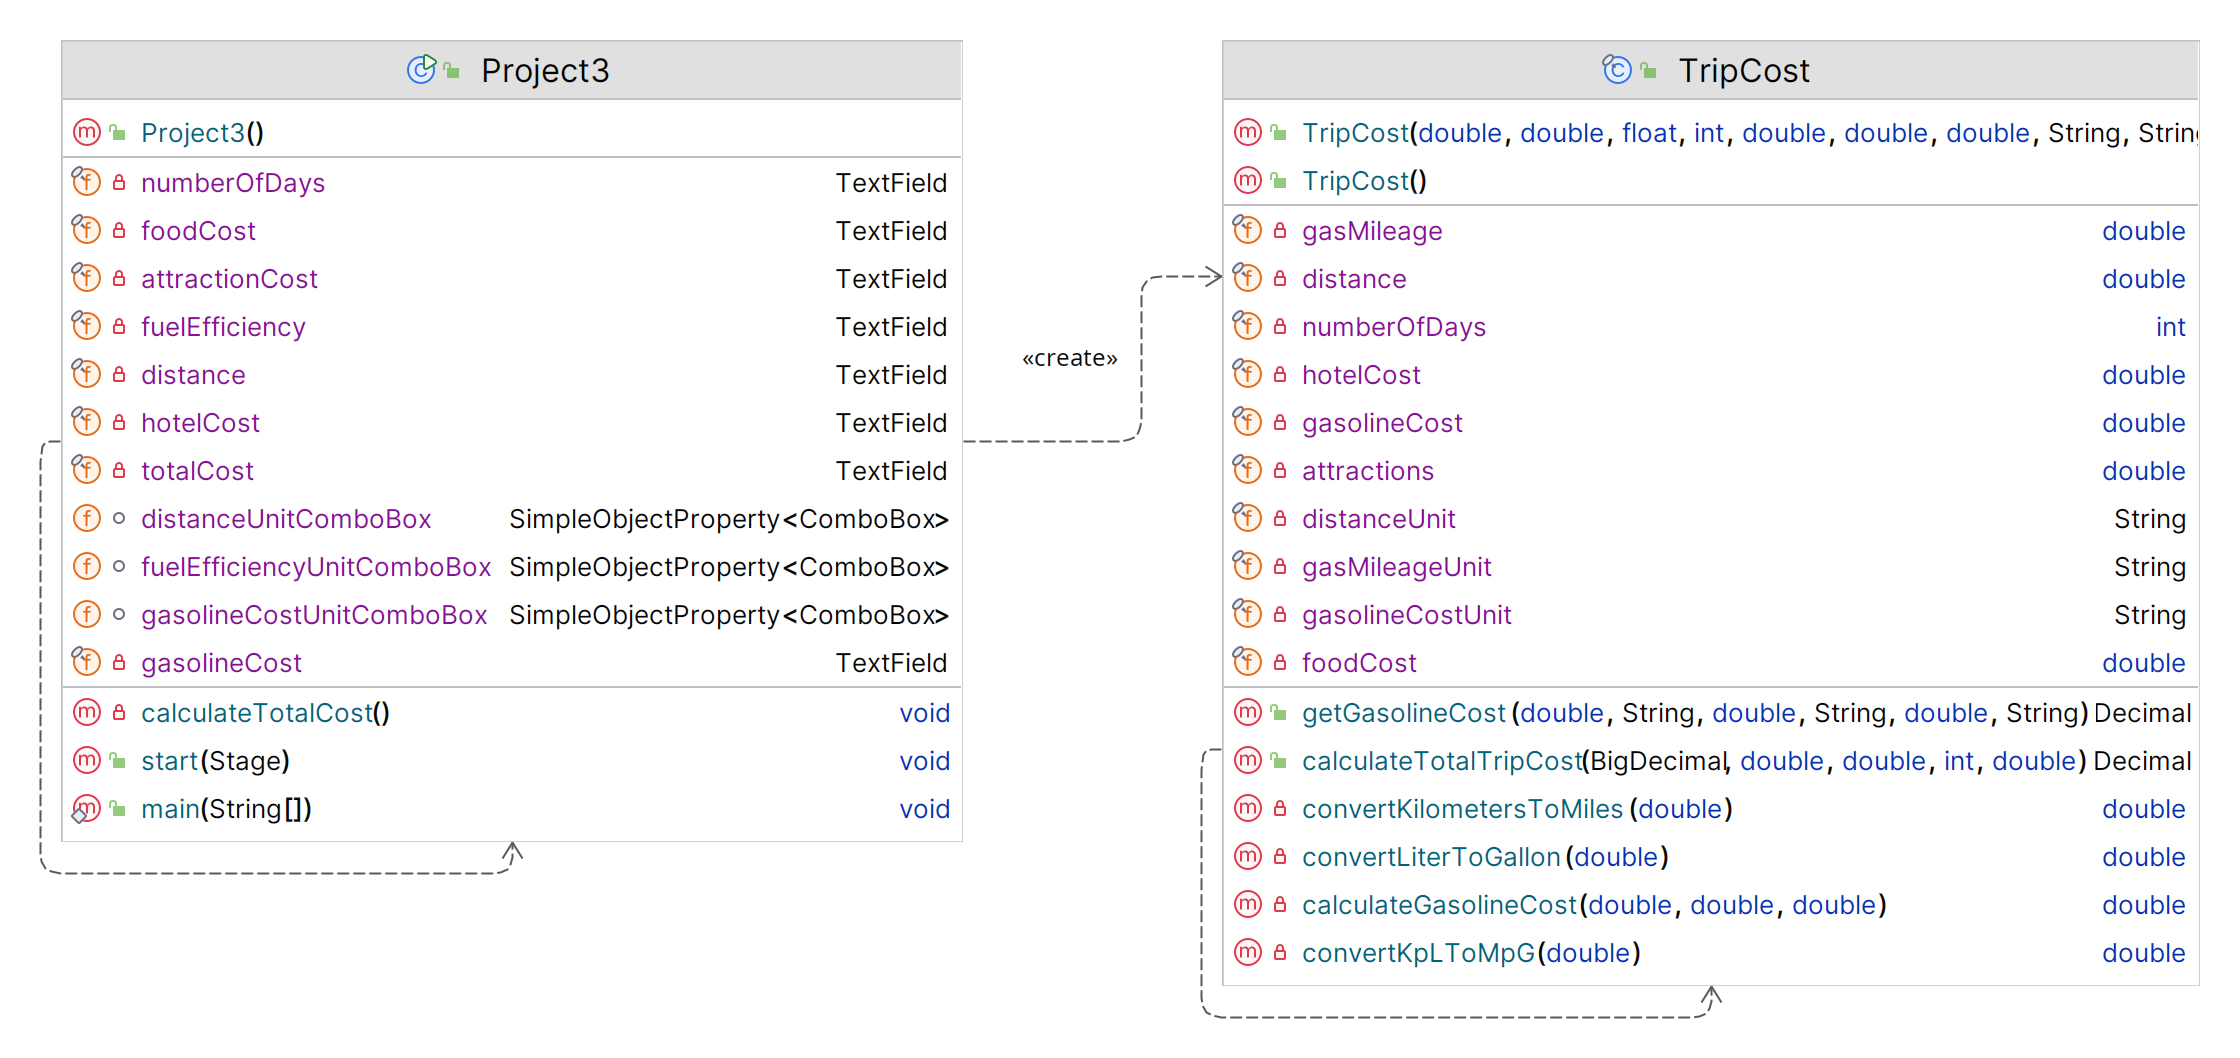 Project3
Project3()
numberOfDays TextField
foodCost TextField
attractionCost TextField
fuelEfficiency TextField
distance TextField
hotelCost TextField
totalCost TextField
distanceUnitComboBox SimpleObjectProperty<ComboBox>
fuelEfficiencyUnitComboBox SimpleObjectProperty<ComboBox>
gasolineCostUnitComboBox SimpleObjectProperty<ComboBox>
gasolineCost TextField
calculateTotalCost() void
start(Stage) void
main(String[]) void
«create»
TripCost
TripCost(double, double, float, int, double, double, double, String, String
TripCost()
gasMileage double
distance double
numberOfDays int
hotelCost double
gasolineCost double
attractions double
distanceUnit String
gasMileageUnit String
gasolineCostUnit String
foodCost double
getGasolineCost(double, String, double, String, double, String) Decimal
calculateTotalTripCost(BigDecimal, double, double, int, double) Decimal
convertKilometersToMiles(double) double
convertLiterToGallon(double) double
calculateGasolineCost(double, double, double) double
convertKpLToMpG(double) double